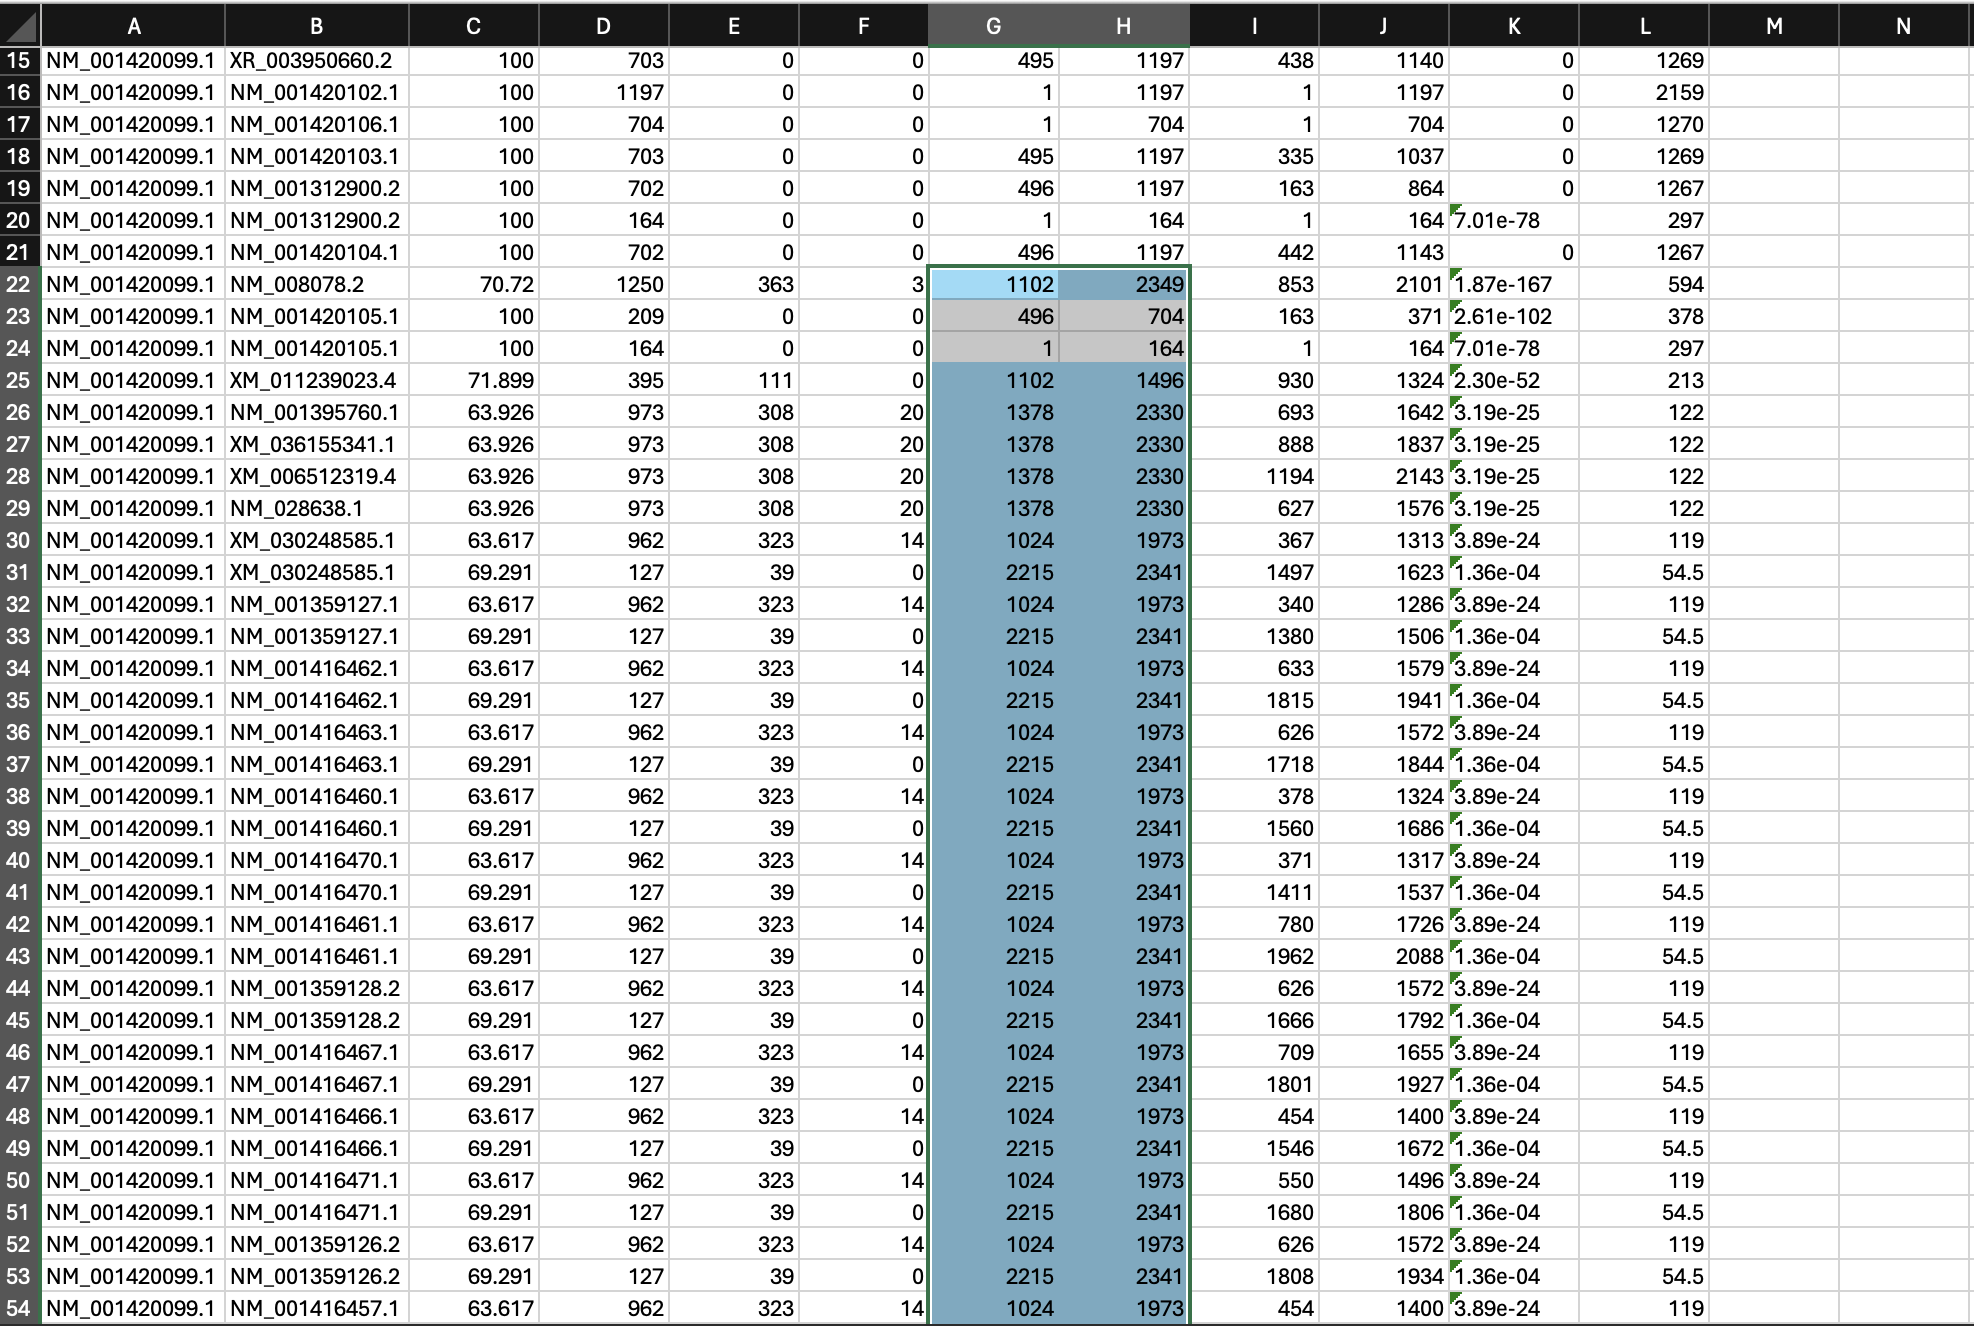 A B C D E F G H I J K L M N
15 NM_001420099.1 XR_003950660.2 100 703 0 0 495 1197 438 1140 0 1269
16 NM_001420099.1 NM_001420102.1 100 1197 0 0 1 1197 1 1197 0 2159
17 NM_001420099.1 NM_001420106.1 100 704 0 0 1 704 1 704 0 1270
18 NM_001420099.1 NM_001420103.1 100 703 0 0 495 1197 335 1037 0 1269
19 NM_001420099.1 NM_001312900.2 100 702 0 0 496 1197 163 864 0 1267
20 NM_001420099.1 NM_001312900.2 100 164 0 0 1 164 1 164 7.01e-78 297
21 NM_001420099.1 NM_001420104.1 100 702 0 0 496 1197 442 1143 0 1267
22 NM_001420099.1 NM_008078.2 70.72 1250 363 3 1102 2349 853 2101 1.87e-167 594
23 NM_001420099.1 NM_001420105.1 100 209 0 0 496 704 163 371 2.61e-102 378
24 NM_001420099.1 NM_001420105.1 100 164 0 0 1 164 1 164 7.01e-78 297
25 NM_001420099.1 XM_011239023.4 71.899 395 111 0 1102 1496 930 1324 2.30e-52 213
26 NM_001420099.1 NM_001395760.1 63.926 973 308 20 1378 2330 693 1642 3.19e-25 122
27 NM_001420099.1 XM_036155341.1 63.926 973 308 20 1378 2330 888 1837 3.19e-25 122
28 NM_001420099.1 XM_006512319.4 63.926 973 308 20 1378 2330 1194 2143 3.19e-25 122
29 NM_001420099.1 NM_028638.1 63.926 973 308 20 1378 2330 627 1576 3.19e-25 122
30 NM_001420099.1 XM_030248585.1 63.617 962 323 14 1024 1973 367 1313 3.89e-24 119
31 NM_001420099.1 XM_030248585.1 69.291 127 39 0 2215 2341 1497 1623 1.36e-04 54.5
32 NM_001420099.1 NM_001359127.1 63.617 962 323 14 1024 1973 340 1286 3.89e-24 119
33 NM_001420099.1 NM_001359127.1 69.291 127 39 0 2215 2341 1380 1506 1.36e-04 54.5
34 NM_001420099.1 NM_001416462.1 63.617 962 323 14 1024 1973 633 1579 3.89e-24 119
35 NM_001420099.1 NM_001416462.1 69.291 127 39 0 2215 2341 1815 1941 1.36e-04 54.5
36 NM_001420099.1 NM_001416463.1 63.617 962 323 14 1024 1973 626 1572 3.89e-24 119
37 NM_001420099.1 NM_001416463.1 69.291 127 39 0 2215 2341 1718 1844 1.36e-04 54.5
38 NM_001420099.1 NM_001416460.1 63.617 962 323 14 1024 1973 378 1324 3.89e-24 119
39 NM_001420099.1 NM_001416460.1 69.291 127 39 0 2215 2341 1560 1686 1.36e-04 54.5
40 NM_001420099.1 NM_001416470.1 63.617 962 323 14 1024 1973 371 1317 3.89e-24 119
41 NM_001420099.1 NM_001416470.1 69.291 127 39 0 2215 2341 1411 1537 1.36e-04 54.5
42 NM_001420099.1 NM_001416461.1 63.617 962 323 14 1024 1973 780 1726 3.89e-24 119
43 NM_001420099.1 NM_001416461.1 69.291 127 39 0 2215 2341 1962 2088 1.36e-04 54.5
44 NM_001420099.1 NM_001359128.2 63.617 962 323 14 1024 1973 626 1572 3.89e-24 119
45 NM_001420099.1 NM_001359128.2 69.291 127 39 0 2215 2341 1666 1792 1.36e-04 54.5
46 NM_001420099.1 NM_001416467.1 63.617 962 323 14 1024 1973 709 1655 3.89e-24 119
47 NM_001420099.1 NM_001416467.1 69.291 127 39 0 2215 2341 1801 1927 1.36e-04 54.5
48 NM_001420099.1 NM_001416466.1 63.617 962 323 14 1024 1973 454 1400 3.89e-24 119
49 NM_001420099.1 NM_001416466.1 69.291 127 39 0 2215 2341 1546 1672 1.36e-04 54.5
50 NM_001420099.1 NM_001416471.1 63.617 962 323 14 1024 1973 550 1496 3.89e-24 119
51 NM_001420099.1 NM_001416471.1 69.291 127 39 0 2215 2341 1680 1806 1.36e-04 54.5
52 NM_001420099.1 NM_001359126.2 63.617 962 323 14 1024 1973 626 1572 3.89e-24 119
53 NM_001420099.1 NM_001359126.2 69.291 127 39 0 2215 2341 1808 1934 1.36e-04 54.5
54 NM_001420099.1 NM_001416457.1 63.617 962 323 14 1024 1973 454 1400 3.89e-24 119